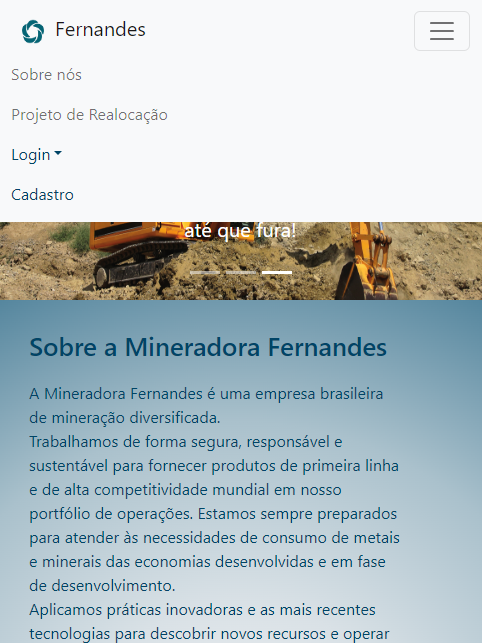 Fernandes
Sobre nós
Projeto de Realocação
Login
Cadastro
até que fura!
Sobre a Mineradora Fernandes
A Mineradora Fernandes é uma empresa brasileira
de mineração diversificada.
Trabalhamos de forma segura, responsável e
sustentável para fornecer produtos de primeira linha
e de alta competitividade mundial em nosso
portfólio de operações. Estamos sempre preparados
para atender às necessidades de consumo de metais
e minerais das economias desenvolvidas e em fase
de desenvolvimento.
Aplicamos práticas inovadoras e as mais recentes
tecnologias para descobrir novos recursos e operar